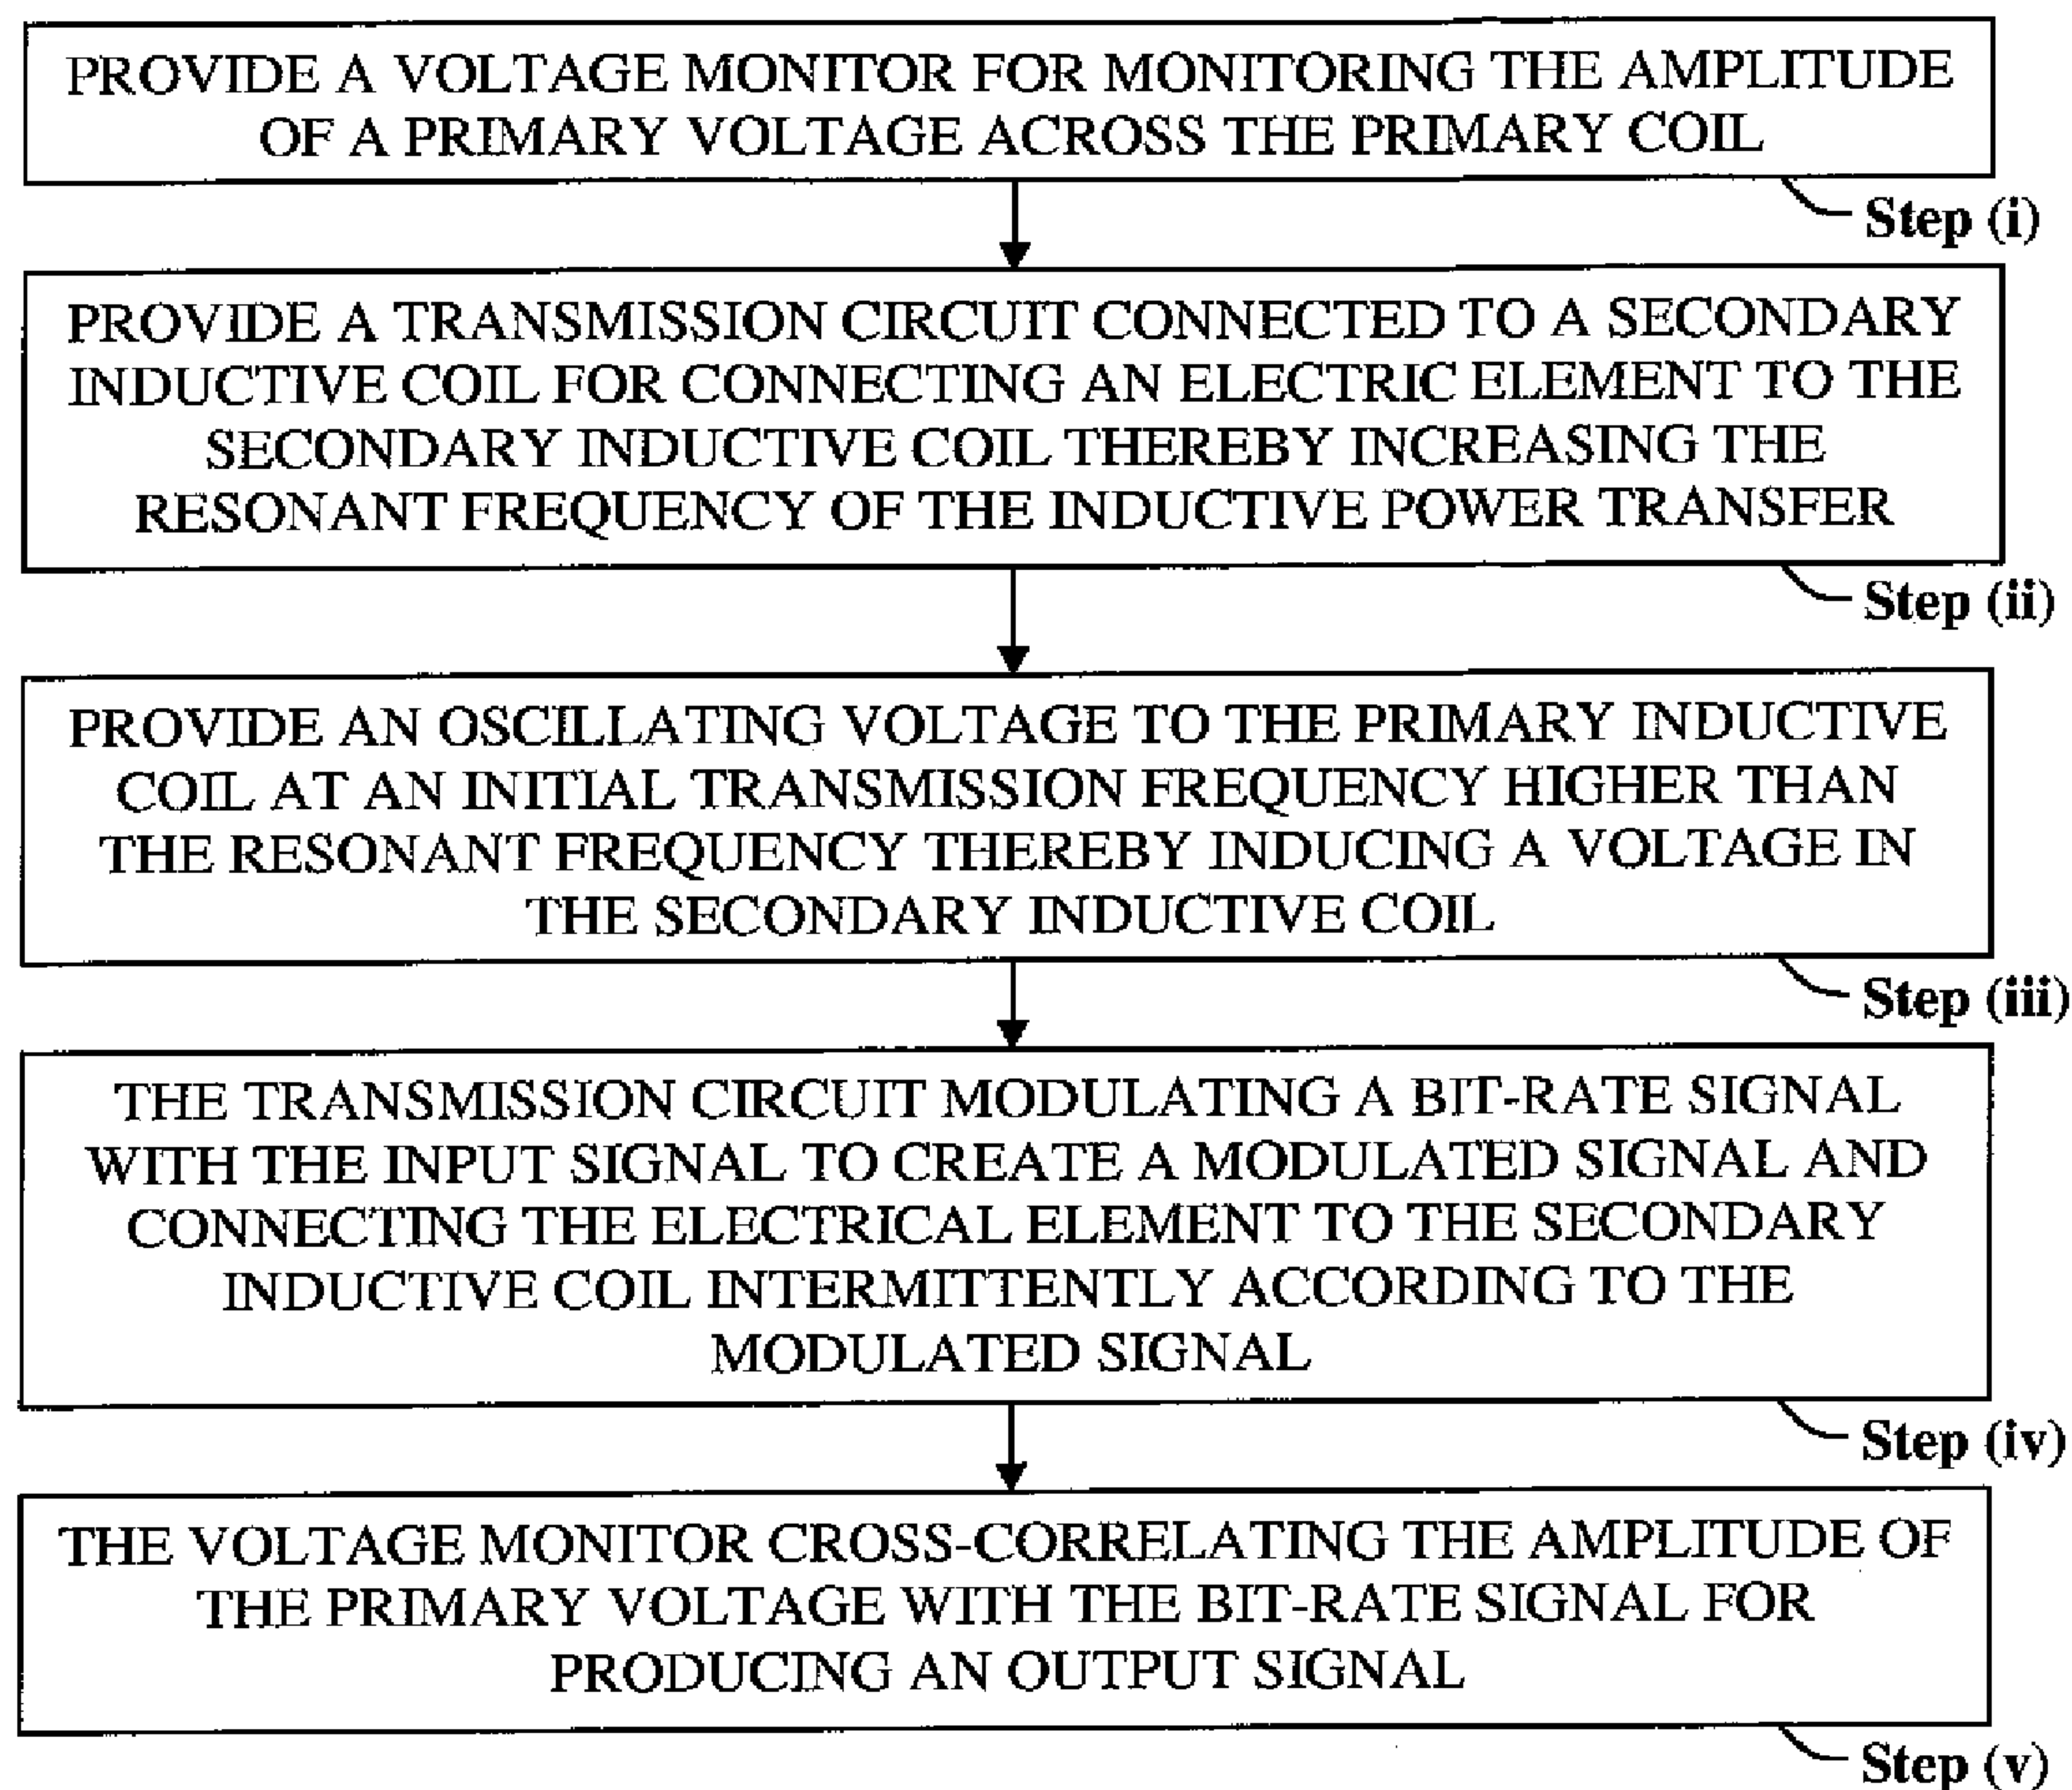 PROVIDE A VOLTAGE MONITOR FOR MONITORING THE AMPLITUDE
OF A PRIMARY VOLTAGE ACROSS THE PRIMARY COIL
Step (i)
PROVIDE A TRANSMISSION CIRCUIT CONNECTED TO A SECONDARY
INDUCTIVE COIL FOR CONNECTING AN ELECTRIC ELEMENT TO THE
SECONDARY INDUCTIVE COIL THEREBY INCREASING THE
RESONANT FREQUENCY OF THE INDUCTIVE POWER TRANSFER
Step (ii)
PROVIDE AN OSCILLATING VOLTAGE TO THE PRIMARY INDUCTIVE
COIL AT AN INITIAL TRANSMISSION FREQUENCY HIGHER THAN
THE RESONANT FREQUENCY THEREBY INDUCING A VOLTAGE IN
THE SECONDARY INDUCTIVE COIL
Step (iii)
THE TRANSMISSION CIRCUIT MODULATING A BIT-RATE SIGNAL
WITH THE INPUT SIGNAL TO CREATE A MODULATED SIGNAL AND
CONNECTING THE ELECTRICAL ELEMENT TO THE SECONDARY
INDUCTIVE COIL INTERMITTENTLY ACCORDING TO THE
MODULATED SIGNAL
Step (iv)
THE VOLTAGE MONITOR CROSS-CORRELATING THE AMPLITUDE OF
THE PRIMARY VOLTAGE WITH THE BIT-RATE SIGNAL FOR
PRODUCING AN OUTPUT SIGNAL
Step (v)